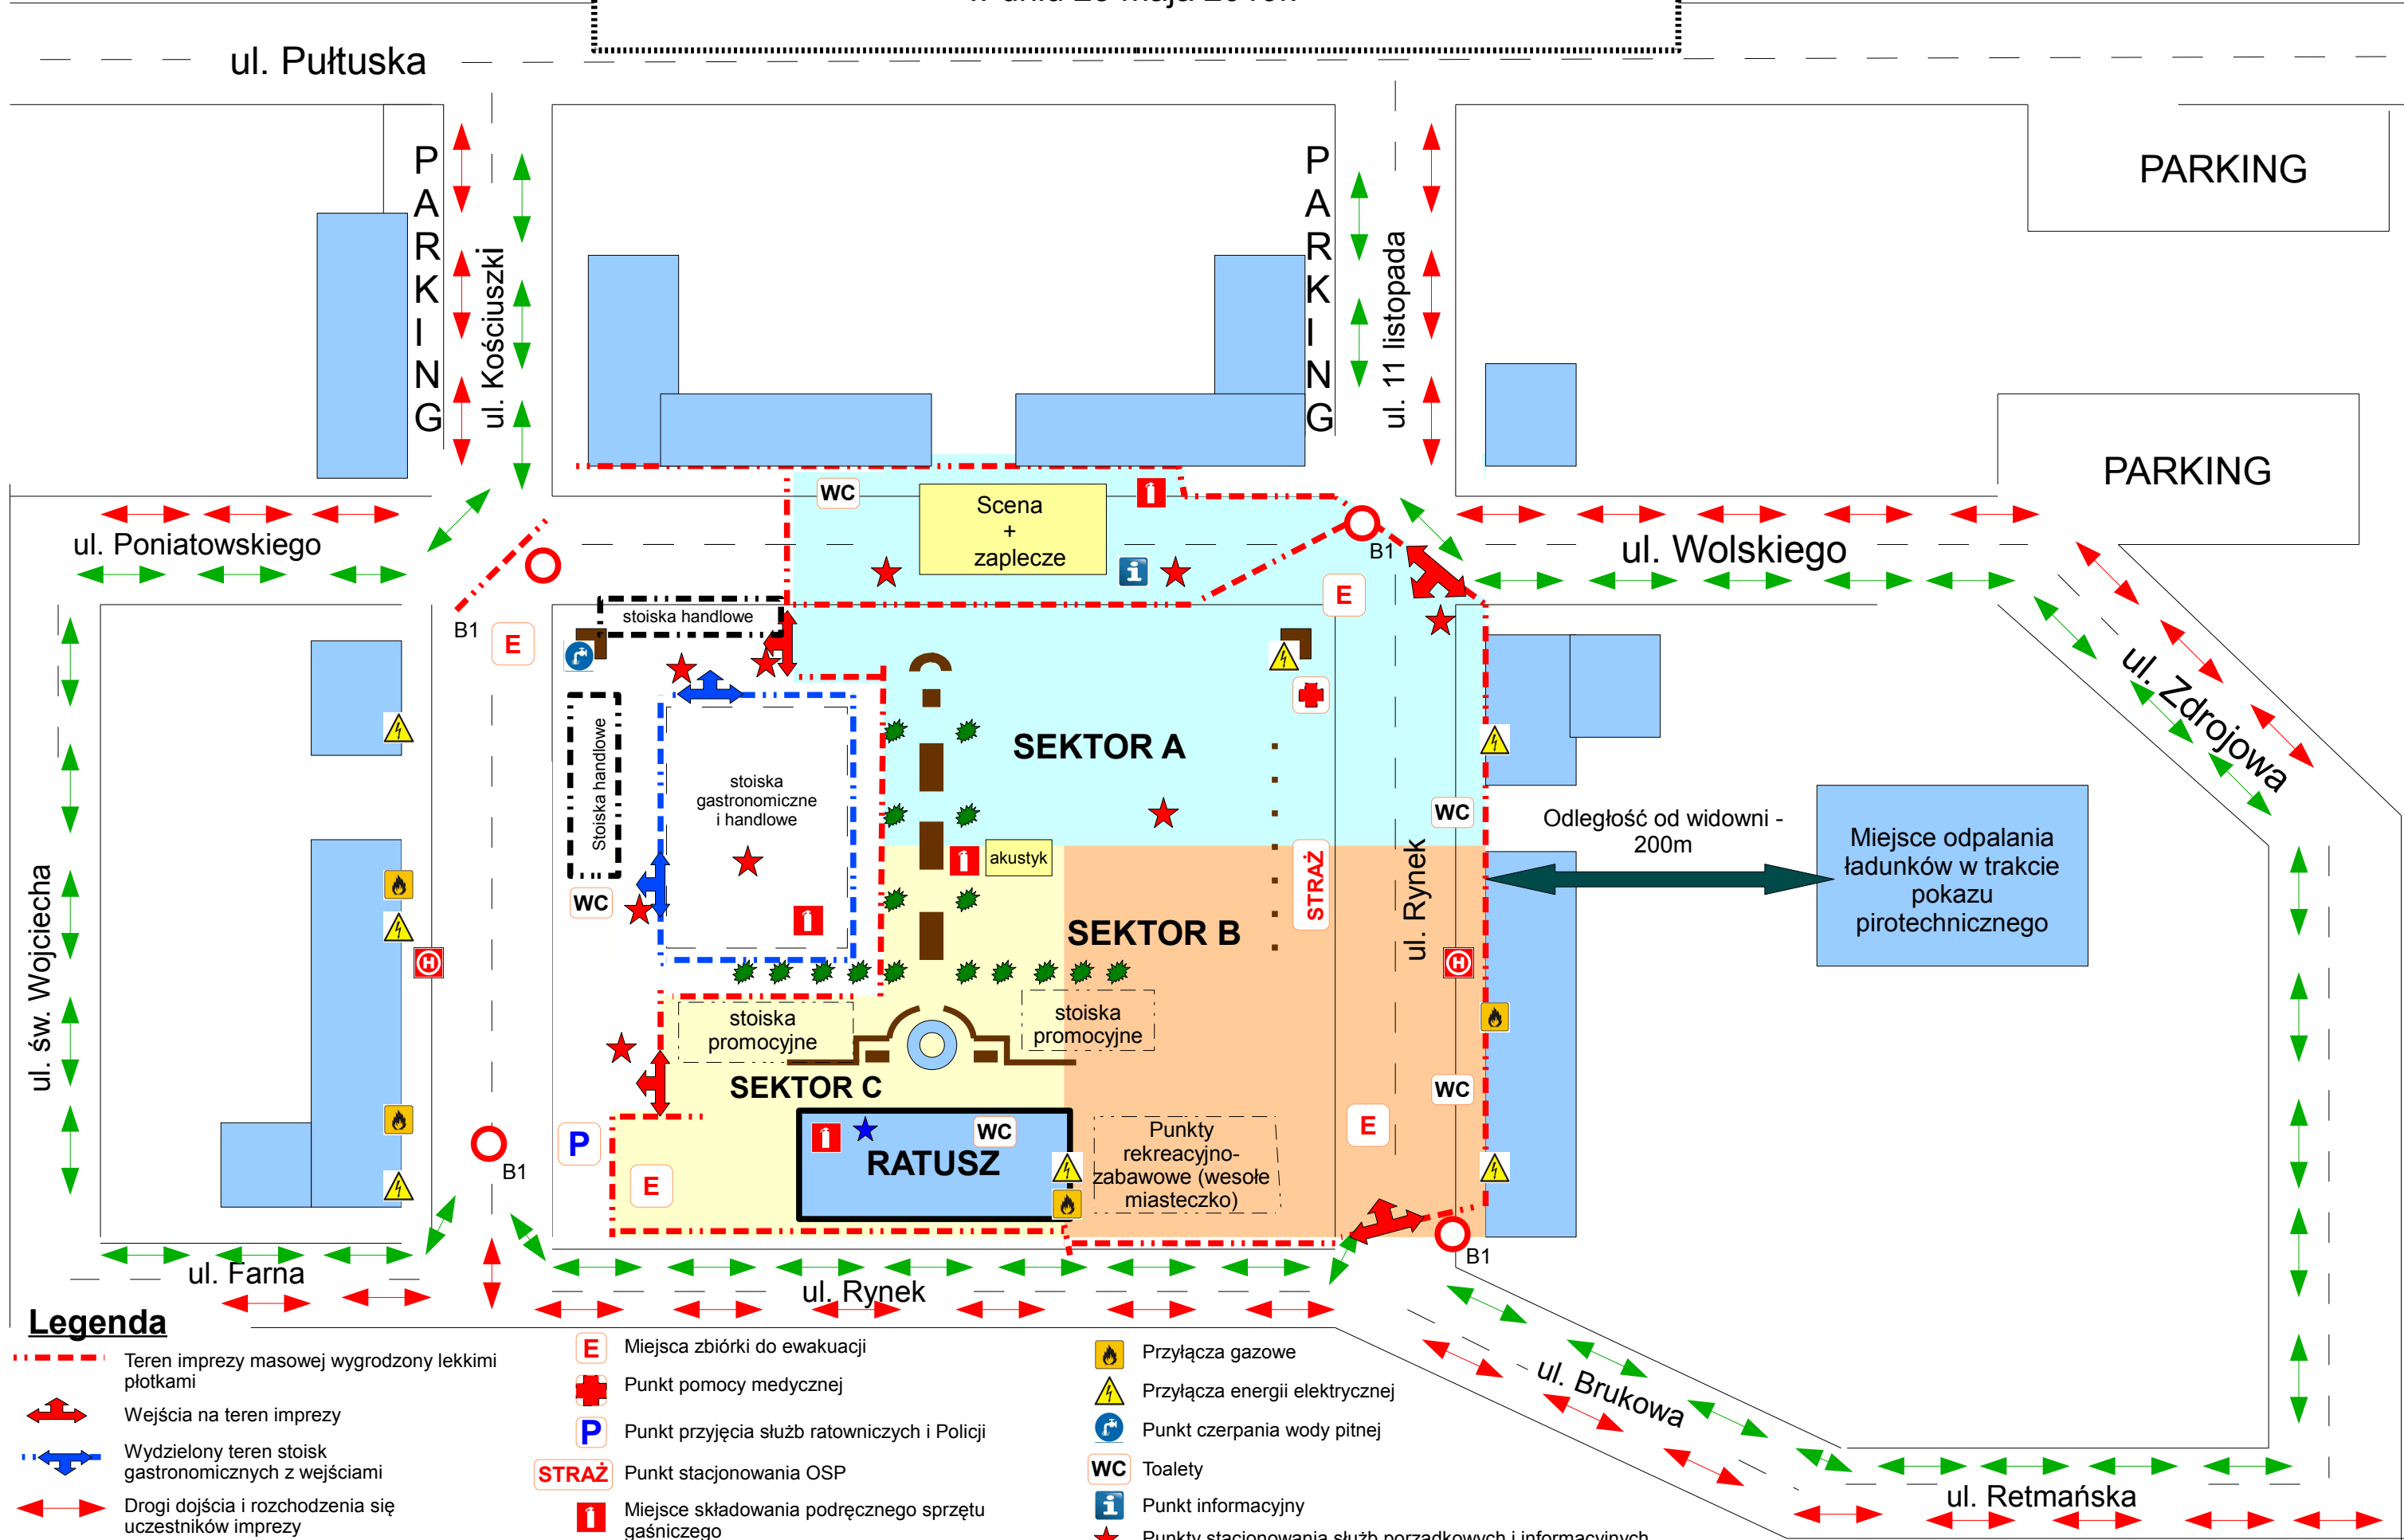 ul. Pułtuska
PARKING
ul. Kościuszki
PARKING
ul. 11 listopada
PARKING
PARKING
WC
Scena
+
zaplecze
B1
ul. Poniatowskiego
ul. Wolskiego
E
stoiska handlowe
B1
E
ul. Zdrojowa
SEKTOR A
Stoiska handlowe
stoiska
gastronomiczne
i handlowe
WC
Odległość od widowni -
200m
Miejsce odpalania
ładunków w trakcie
pokazu
pirotechnicznego
akustyk
STRAŻ
ul. Rynek
WC
SEKTOR B
ul. św. Wojciecha
H
H
stoiska
promocyjne
stoiska
promocyjne
SEKTOR C
WC
P
E
WC
RATUSZ
Punkty
rekreacyjno-
zabawowe (wesołe
miasteczko)
E
B1
B1
ul. Farna
ul. Rynek
ul. Brukowa
ul. Retmańska
Legenda
Teren imprezy masowej wygrodzony lekkimi
płotkami
Wejścia na teren imprezy
Wydzielony teren stoisk
gastronomicznych z wejściami
Drogi dojścia i rozchodzenia się
uczestników imprezy
E Miejsca zbiórki do ewakuacji
Punkt pomocy medycznej
P Punkt przyjęcia służb ratowniczych i Policji
STRAŻ Punkt stacjonowania OSP
Miejsce składowania podręcznego sprzętu
gaśniczego
Przyłącza gazowe
Przyłącza energii elektrycznej
Punkt czerpania wody pitnej
WC Toalety
i Punkt informacyjny
Punkty stacjonowania służb porządkowych i informacyjnych